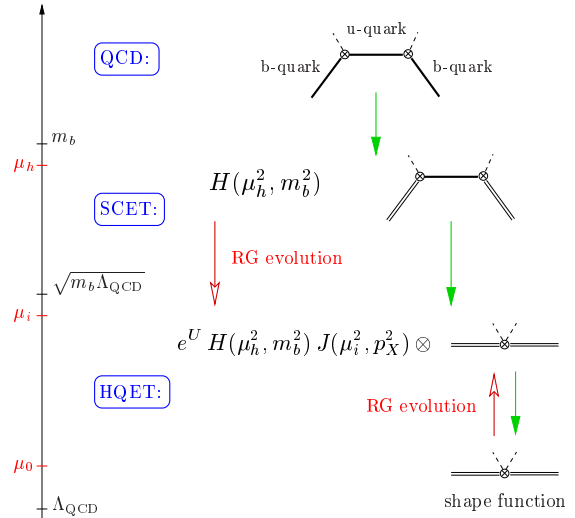 u-quark
QCD:
b-quark b-quark
m_b
μ_h
H(μ_h^2, m_b^2)
SCET:
RG evolution
√(m_b Λ_QCD)
μ_i
e^U H(μ_h^2, m_b^2) J(μ_i^2, p_X^2) ⊗
HQET:
RG evolution
μ_0
Λ_QCD
shape function